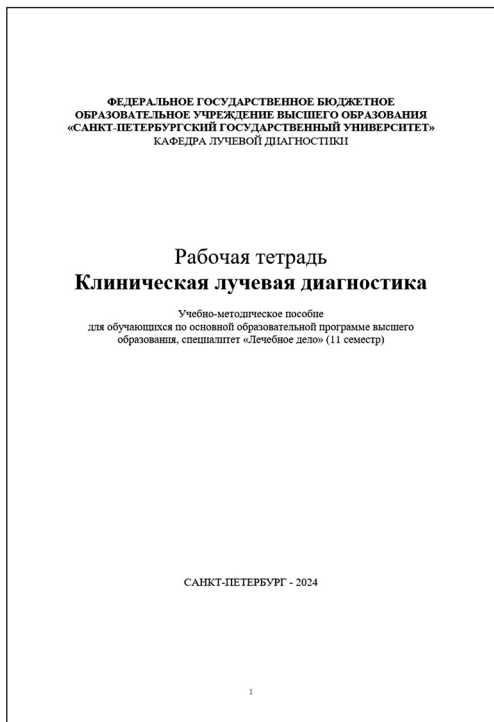 ФЕДЕРАЛЬНОЕ ГОСУДАРСТВЕННОЕ БЮДЖЕТНОЕ
ОБРАЗОВАТЕЛЬНОЕ УЧРЕЖДЕНИЕ ВЫСШЕГО ОБРАЗОВАНИЯ
«САНКТ-ПЕТЕРБУРГСКИЙ ГОСУДАРСТВЕННЫЙ УНИВЕРСИТЕТ»
КАФЕДРА ЛУЧЕВОЙ ДИАГНОСТИКИ
Рабочая тетрадь
Клиническая лучевая диагностика
Учебно-методическое пособие
для обучающихся по основной образовательной программе высшего
образования, специалитет «Лечебное дело» (11 семестр)
САНКТ-ПЕТЕРБУРГ - 2024
1